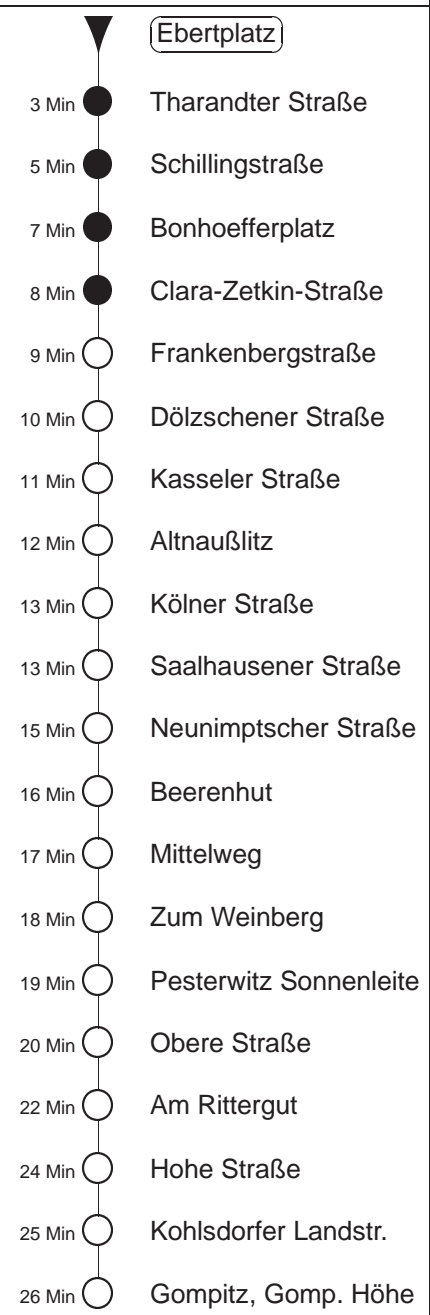 Ebertplatz
3 Min Tharandter Straße
5 Min Schillingstraße
7 Min Bonhoefferplatz
8 Min Clara-Zetkin-Straße
9 Min Frankenbergstraße
10 Min Dölzschener Straße
11 Min Kasseler Straße
12 Min Altnaußlitz
13 Min Kölner Straße
13 Min Saalhausener Straße
15 Min Neunimptscher Straße
16 Min Beerenhut
17 Min Mittelweg
18 Min Zum Weinberg
19 Min Pesterwitz Sonnenleite
20 Min Obere Straße
22 Min Am Rittergut
24 Min Hohe Straße
25 Min Kohlsdorfer Landstr.
26 Min Gompitz, Gomp. Höhe